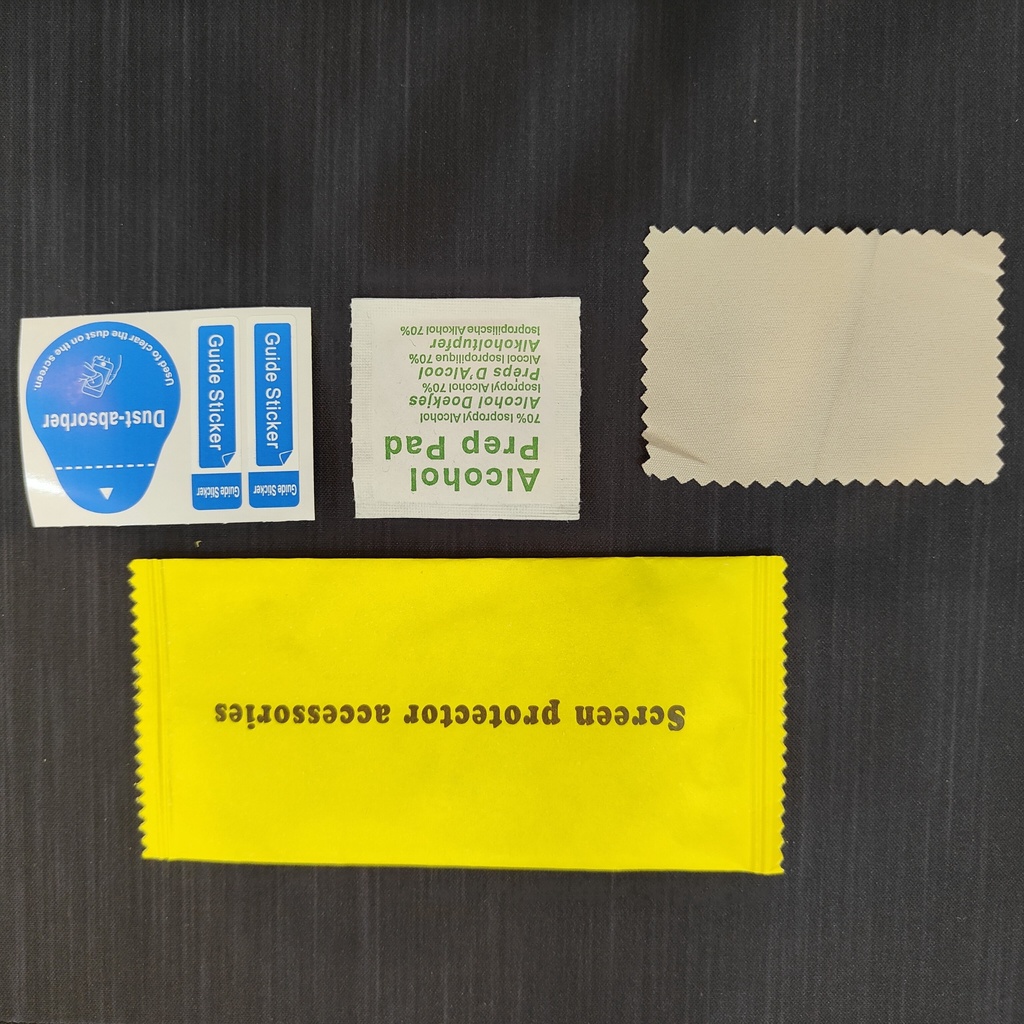 Used to clear the dust on the screen.
Dust-absorber
Guide Sticker
Guide Sticker
Guide Sticker
Guide Sticker
Alcohol
Prep Pad
70% Isopropyl Alcohol
Alcohol Doekjes
Isopropyl Alcohol 70%
Preps D'Alcool
Alcool Isopropilique 70%
Alkoholtupfer
Isopropilische Alkohol 70%
Screen protector accessories